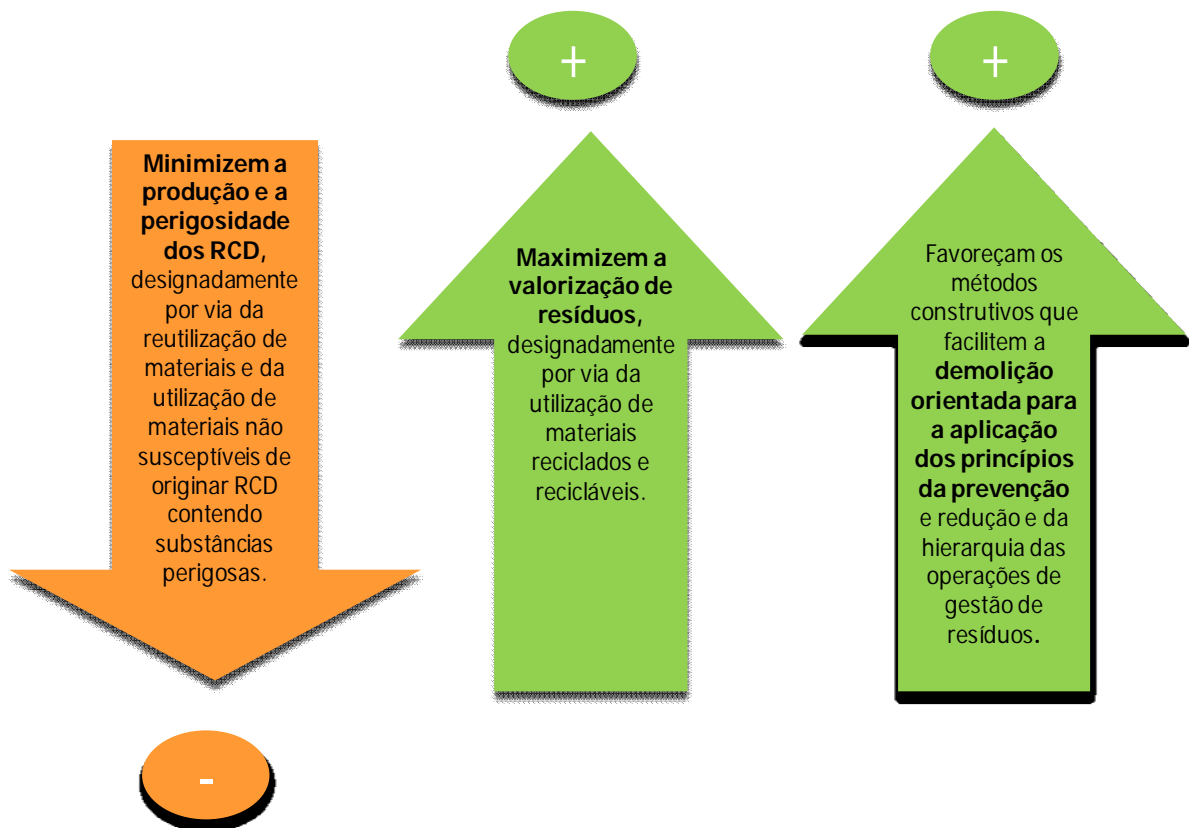 Minimizem a
produção e a
perigosidade
dos RCD,
designadamente
por via da
reutilização de
materiais e da
utilização de
materiais não
susceptíveis de
originar RCD
contendo
substâncias
perigosas.
-
+
Maximizem a
valorização de
resíduos,
designadamente
por via da
utilização de
materiais
reciclados e
recicláveis.
+
Favoreçam os
métodos
construtivos que
facilitem a
demolição
orientada para
a aplicação
dos princípios
da prevenção
e redução e da
hierarquia das
operações de
gestão de
resíduos.